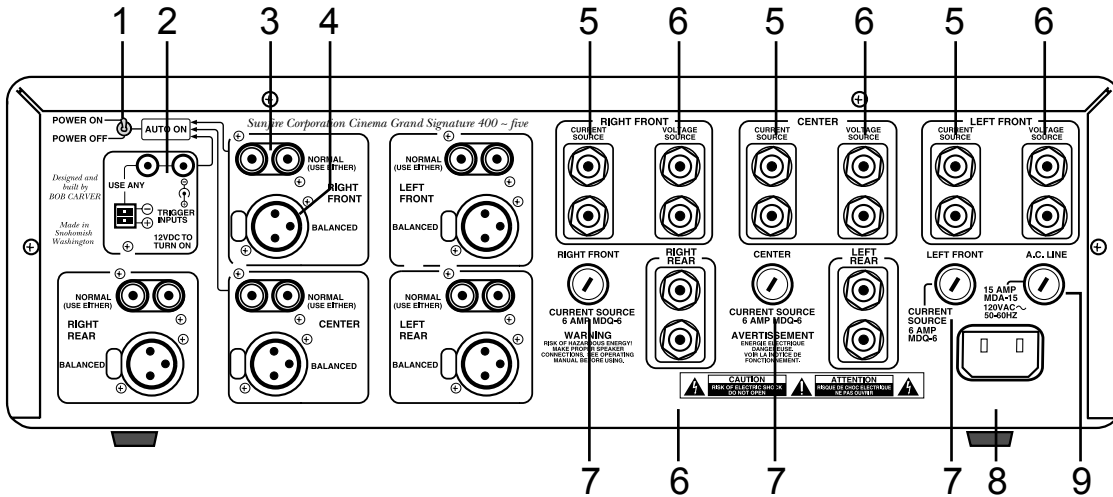 1 2 3 4 5 6 5 6 5 6
POWER ON
POWER OFF
AUTO ON
Sunfire Corporation Cinema Grand Signature 400 ~ five
Designed and
built by
BOB CARVER
Made in
Snohomish
Washington
USE ANY
TRIGGER
INPUTS
12VDC TO
TURN ON
NORMAL
(USE EITHER)
RIGHT
FRONT
BALANCED
NORMAL
(USE EITHER)
LEFT
FRONT
BALANCED
NORMAL
(USE EITHER)
RIGHT
REAR
BALANCED
NORMAL
(USE EITHER)
CENTER
BALANCED
NORMAL
(USE EITHER)
LEFT
REAR
BALANCED
RIGHT FRONT
CURRENT
SOURCE
VOLTAGE
SOURCE
CENTER
CURRENT
SOURCE
VOLTAGE
SOURCE
LEFT FRONT
CURRENT
SOURCE
VOLTAGE
SOURCE
RIGHT FRONT
CURRENT SOURCE
6 AMP MDQ-6
WARNING
RISK OF HAZARDOUS ENERGY!
MAKE PROPER SPEAKER
CONNECTIONS. SEE OPERATING
MANUAL BEFORE USING.
RIGHT
REAR
CENTER
CURRENT SOURCE
6 AMP MDQ-6
AVERTISSEMENT
ENERGIE ELECTRIQUE
DANGEREUSE.
VOIR LA NOTICE DE
FONCTIONNEMENT.
LEFT
REAR
LEFT FRONT
CURRENT
SOURCE
6 AMP
MDQ-6
A.C. LINE
15 AMP
MDA-15
120VAC~
50-60HZ
CAUTION
RISK OF ELECTRIC SHOCK
DO NOT OPEN
ATTENTION
RISQUE DE CHOC ELECTRIQUE
NE PAS OUVRIR
7 6 7 7 8 9